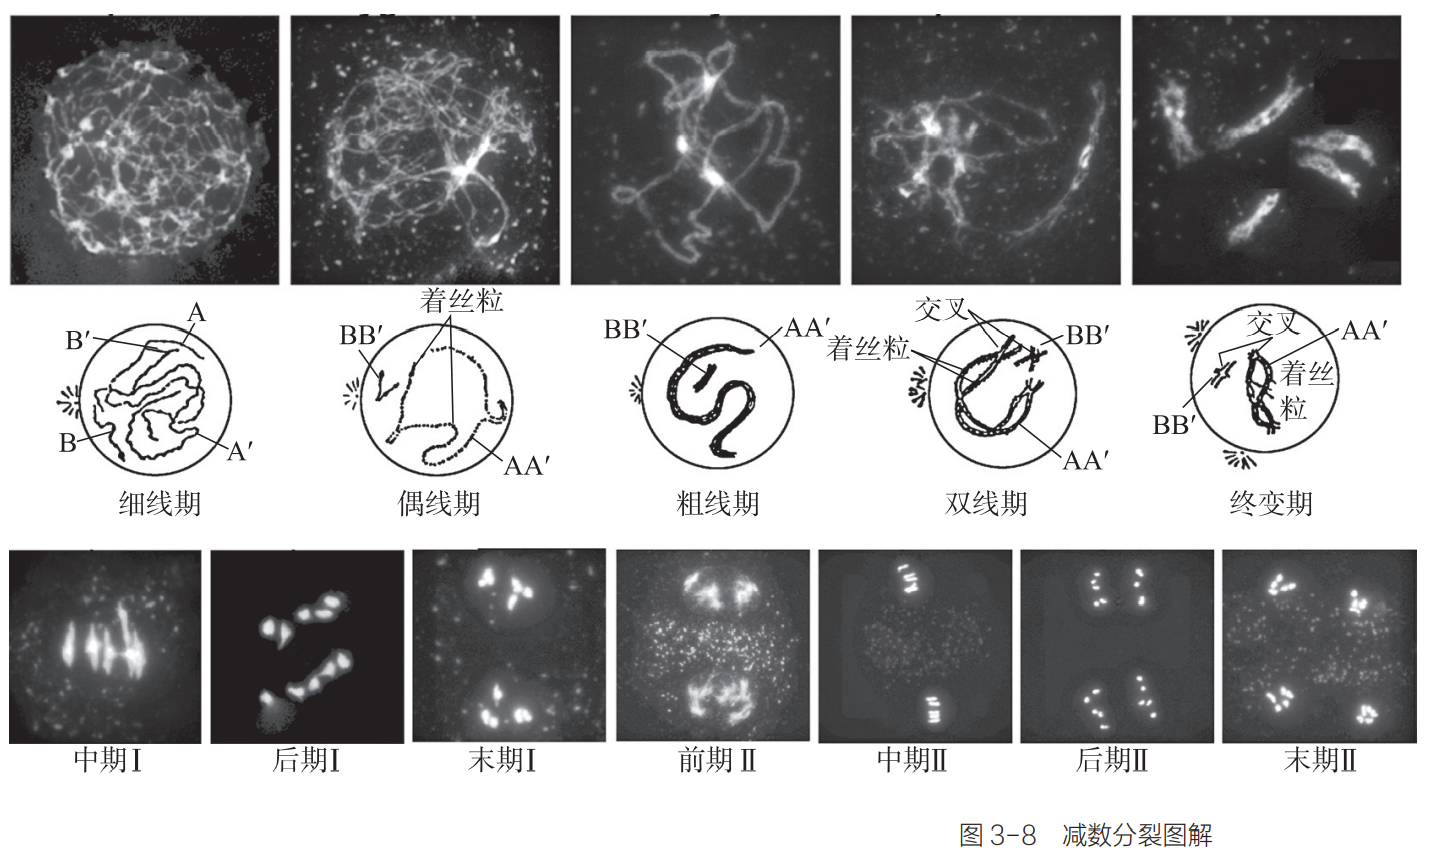 A
B′
B
A′
细线期
着丝粒
BB′
AA′
偶线期
BB′
AA′
粗线期
交叉
着丝粒
BB′
AA′
双线期
交叉
AA′
着丝
粒
BB′
终变期
中期Ⅰ
后期Ⅰ
末期Ⅰ
前期Ⅱ
中期Ⅱ
后期Ⅱ
末期Ⅱ
图 3-8 减数分裂图解